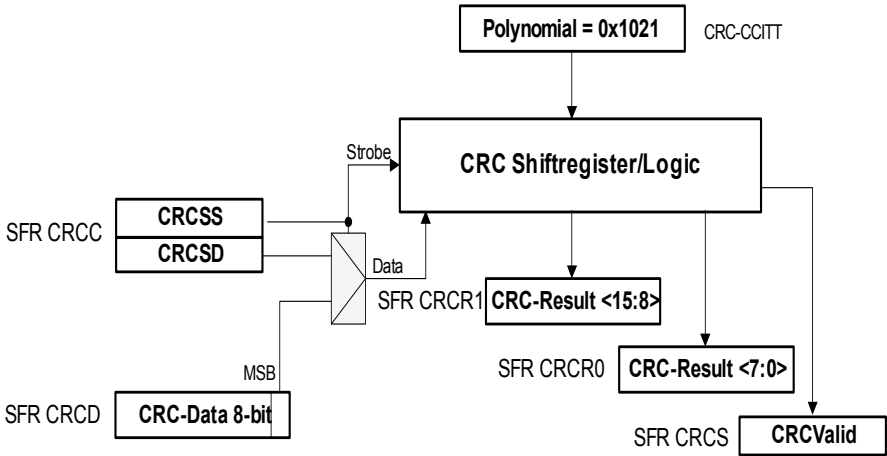 Polynomial = 0x1021
CRC-CCITT
Strobe
CRC Shiftregister/Logic
SFR CRCC
CRCSS
CRCSD
Data
SFR CRCR1
CRC-Result <15:8>
MSB
SFR CRCR0
CRC-Result <7:0>
SFR CRCD
CRC-Data 8-bit
SFR CRCS
CRCValid